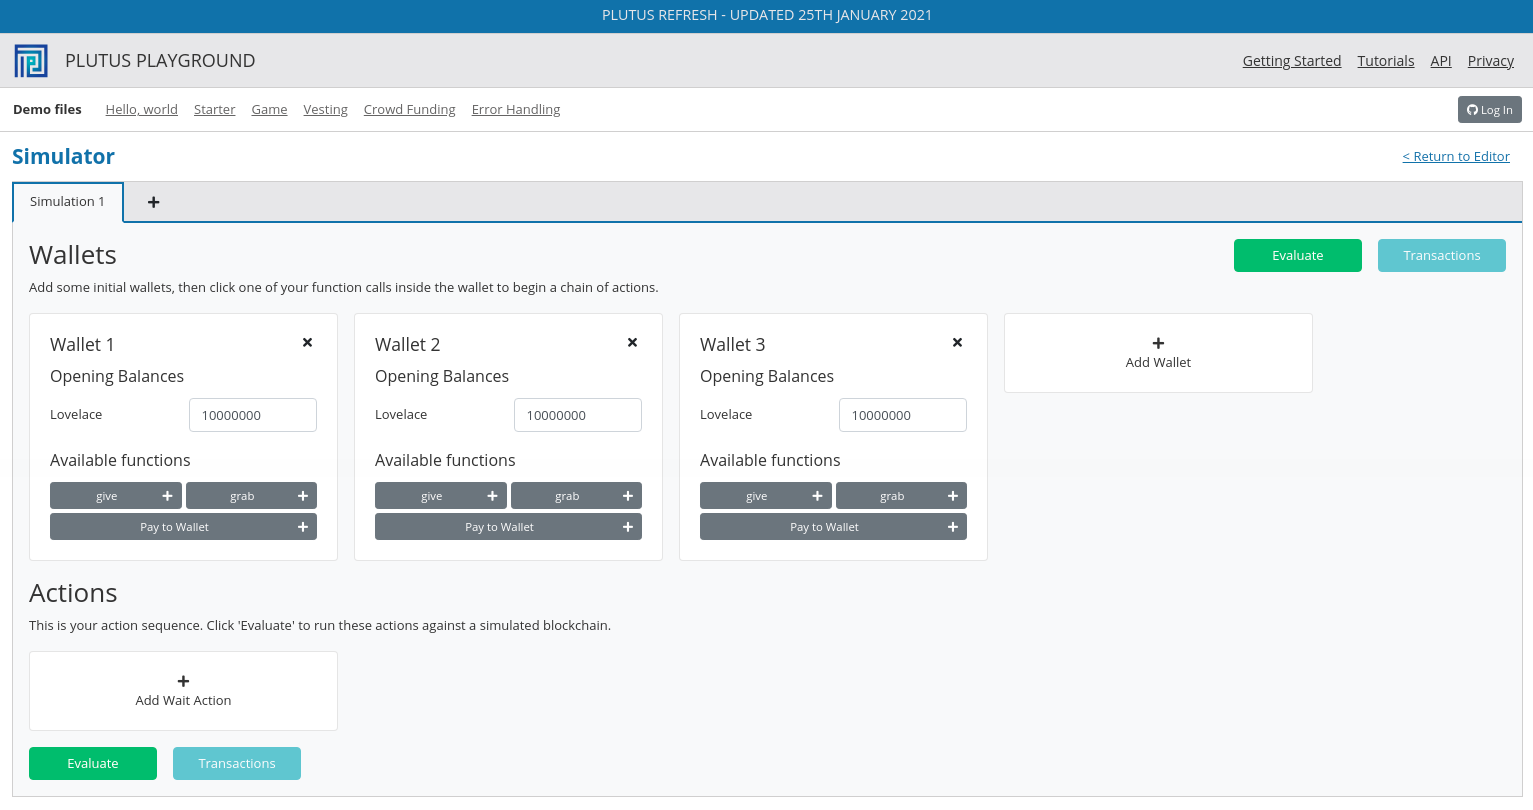 PLUTUS REFRESH - UPDATED 25TH JANUARY 2021
PLUTUS PLAYGROUND
Getting Started Tutorials API Privacy
Demo files Hello, world Starter Game Vesting Crowd Funding Error Handling
Log In
Simulator
< Return to Editor
Simulation 1
Wallets
Evaluate Transactions
Add some initial wallets, then click one of your function calls inside the wallet to begin a chain of actions.
Wallet 1
Opening Balances
Lovelace 10000000
Available functions
give + grab +
Pay to Wallet +
Wallet 2
Opening Balances
Lovelace 10000000
Available functions
give + grab +
Pay to Wallet +
Wallet 3
Opening Balances
Lovelace 10000000
Available functions
give + grab +
Pay to Wallet +
+
Add Wallet
Actions
This is your action sequence. Click 'Evaluate' to run these actions against a simulated blockchain.
+
Add Wait Action
Evaluate Transactions